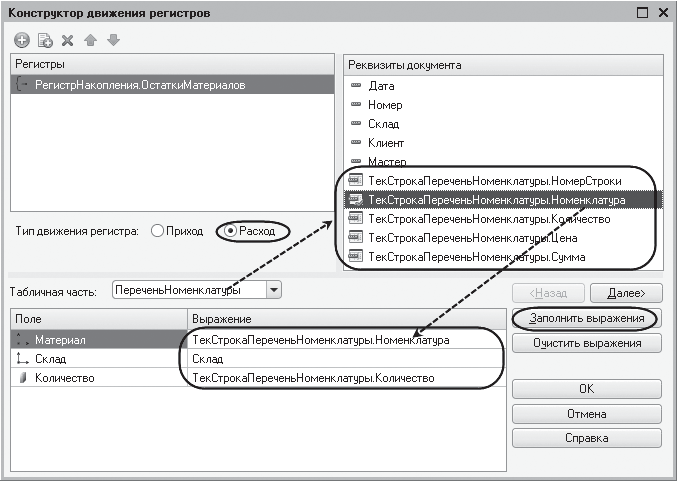 Конструктор движения регистров
Регистры
РегистрНакопления.ОстаткиМатериалов
Реквизиты документа
Дата
Номер
Склад
Клиент
Мастер
ТекСтрокаПереченьНоменклатуры.НомерСтроки
ТекСтрокаПереченьНоменклатуры.Номенклатура
ТекСтрокаПереченьНоменклатуры.Количество
ТекСтрокаПереченьНоменклатуры.Цена
ТекСтрокаПереченьНоменклатуры.Сумма
Тип движения регистра: Приход Расход
Табличная часть: ПереченьНоменклатуры
<Назад Далее>
Поле Выражение
Материал ТекСтрокаПереченьНоменклатуры.Номенклатура
Склад Склад
Количество ТекСтрокаПереченьНоменклатуры.Количество
Заполнить выражения
Очистить выражения
ОК
Отмена
Справка